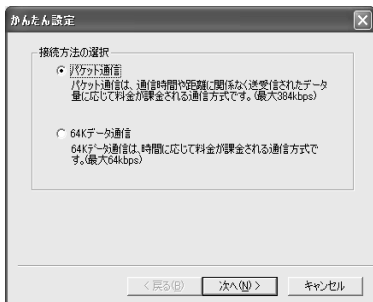 かんたん設定
接続方法の選択
パケット通信
パケット通信は、通信時間や距離に関係なく送受信されたデータ
量に応じて料金が課金される通信方式です。(最大384kbps)
64Kデータ通信
64Kデータ通信は、時間に応じて料金が課金される通信方式で
す。(最大64kbps)
< 戻る(B)
次へ(N) >
キャンセル